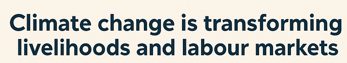 Climate change is transforming
livelihoods and labour markets